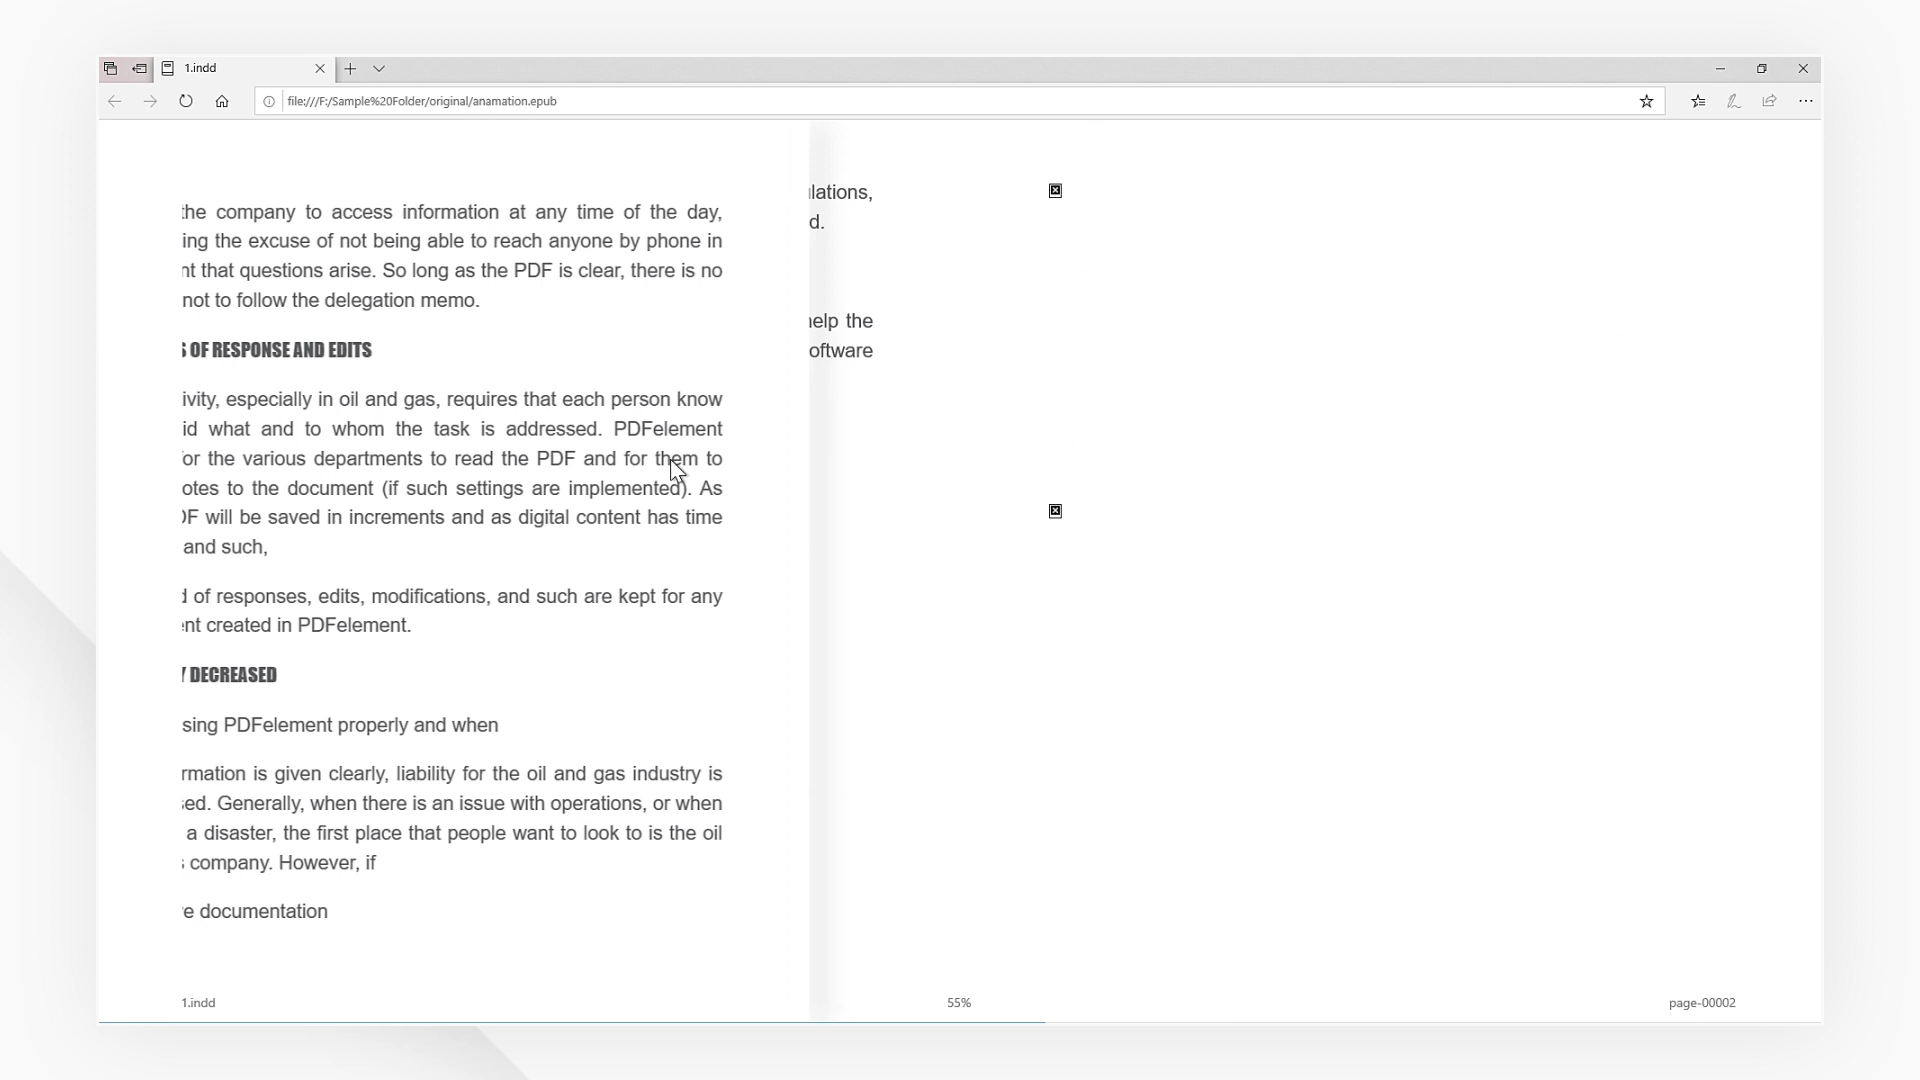 1.indd
file:///F:/Sample%20Folder/original/anamation.epub
the company to access information at any time of the day,
ing the excuse of not being able to reach anyone by phone in
nt that questions arise. So long as the PDF is clear, there is no
not to follow the delegation memo.
S OF RESPONSE AND EDITS
ivity, especially in oil and gas, requires that each person know
id what and to whom the task is addressed. PDFelement
or the various departments to read the PDF and for them to
otes to the document (if such settings are implemented). As
DF will be saved in increments and as digital content has time
and such,
d of responses, edits, modifications, and such are kept for any
ent created in PDFelement.
Y DECREASED
sing PDFelement properly and when
rmation is given clearly, liability for the oil and gas industry is
sed. Generally, when there is an issue with operations, or when
a disaster, the first place that people want to look to is the oil
s company. However, if
re documentation
lations,
d.
help the
oftware
1.indd
55%
page-00002